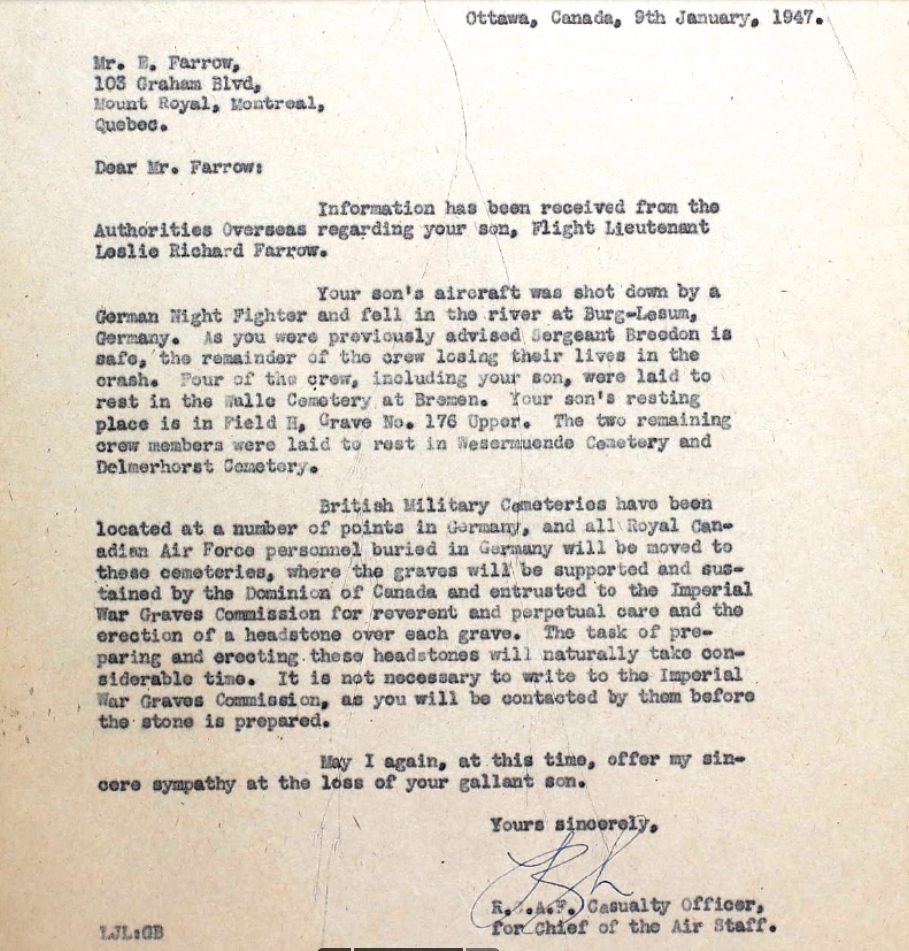 Ottawa, Canada, 9th January, 1947.
Mr. E. Farrow,
103 Graham Blvd,
Mount Royal, Montreal,
Quebec.
Dear Mr. Farrow:
Information has been received from the
Authorities Overseas regarding your son, Flight Lieutenant
Leslie Richard Farrow.
Your son's aircraft was shot down by a
German Night Fighter and fell in the river at Burg-Lesum,
Germany. As you were previously advised Sergeant Breedon is
safe, the remainder of the crew losing their lives in the
crash. Four of the crew, including your son, were laid to
rest in the Walle Cemetery at Bremen. Your son's resting
place is in Field H, Grave No. 176 Upper. The two remaining
crew members were laid to rest in Wesermuende Cemetery and
Delmerhorst Cemetery.
British Military Cemeteries have been
located at a number of points in Germany, and all Royal Can-
adian Air Force personnel buried in Germany will be moved to
these cemeteries, where the graves will be supported and sus-
tained by the Dominion of Canada and entrusted to the Imperial
War Graves Commission for reverent and perpetual care and the
erection of a headstone over each grave. The task of pre-
paring and erecting these headstones will naturally take con-
siderable time. It is not necessary to write to the Imperial
War Graves Commission, as you will be contacted by them before
the stone is prepared.
May I again, at this time, offer my sin-
cere sympathy at the loss of your gallant son.
Yours sincerely,
R.C.A.F. Casualty Officer,
for Chief of the Air Staff.
LJL:GB